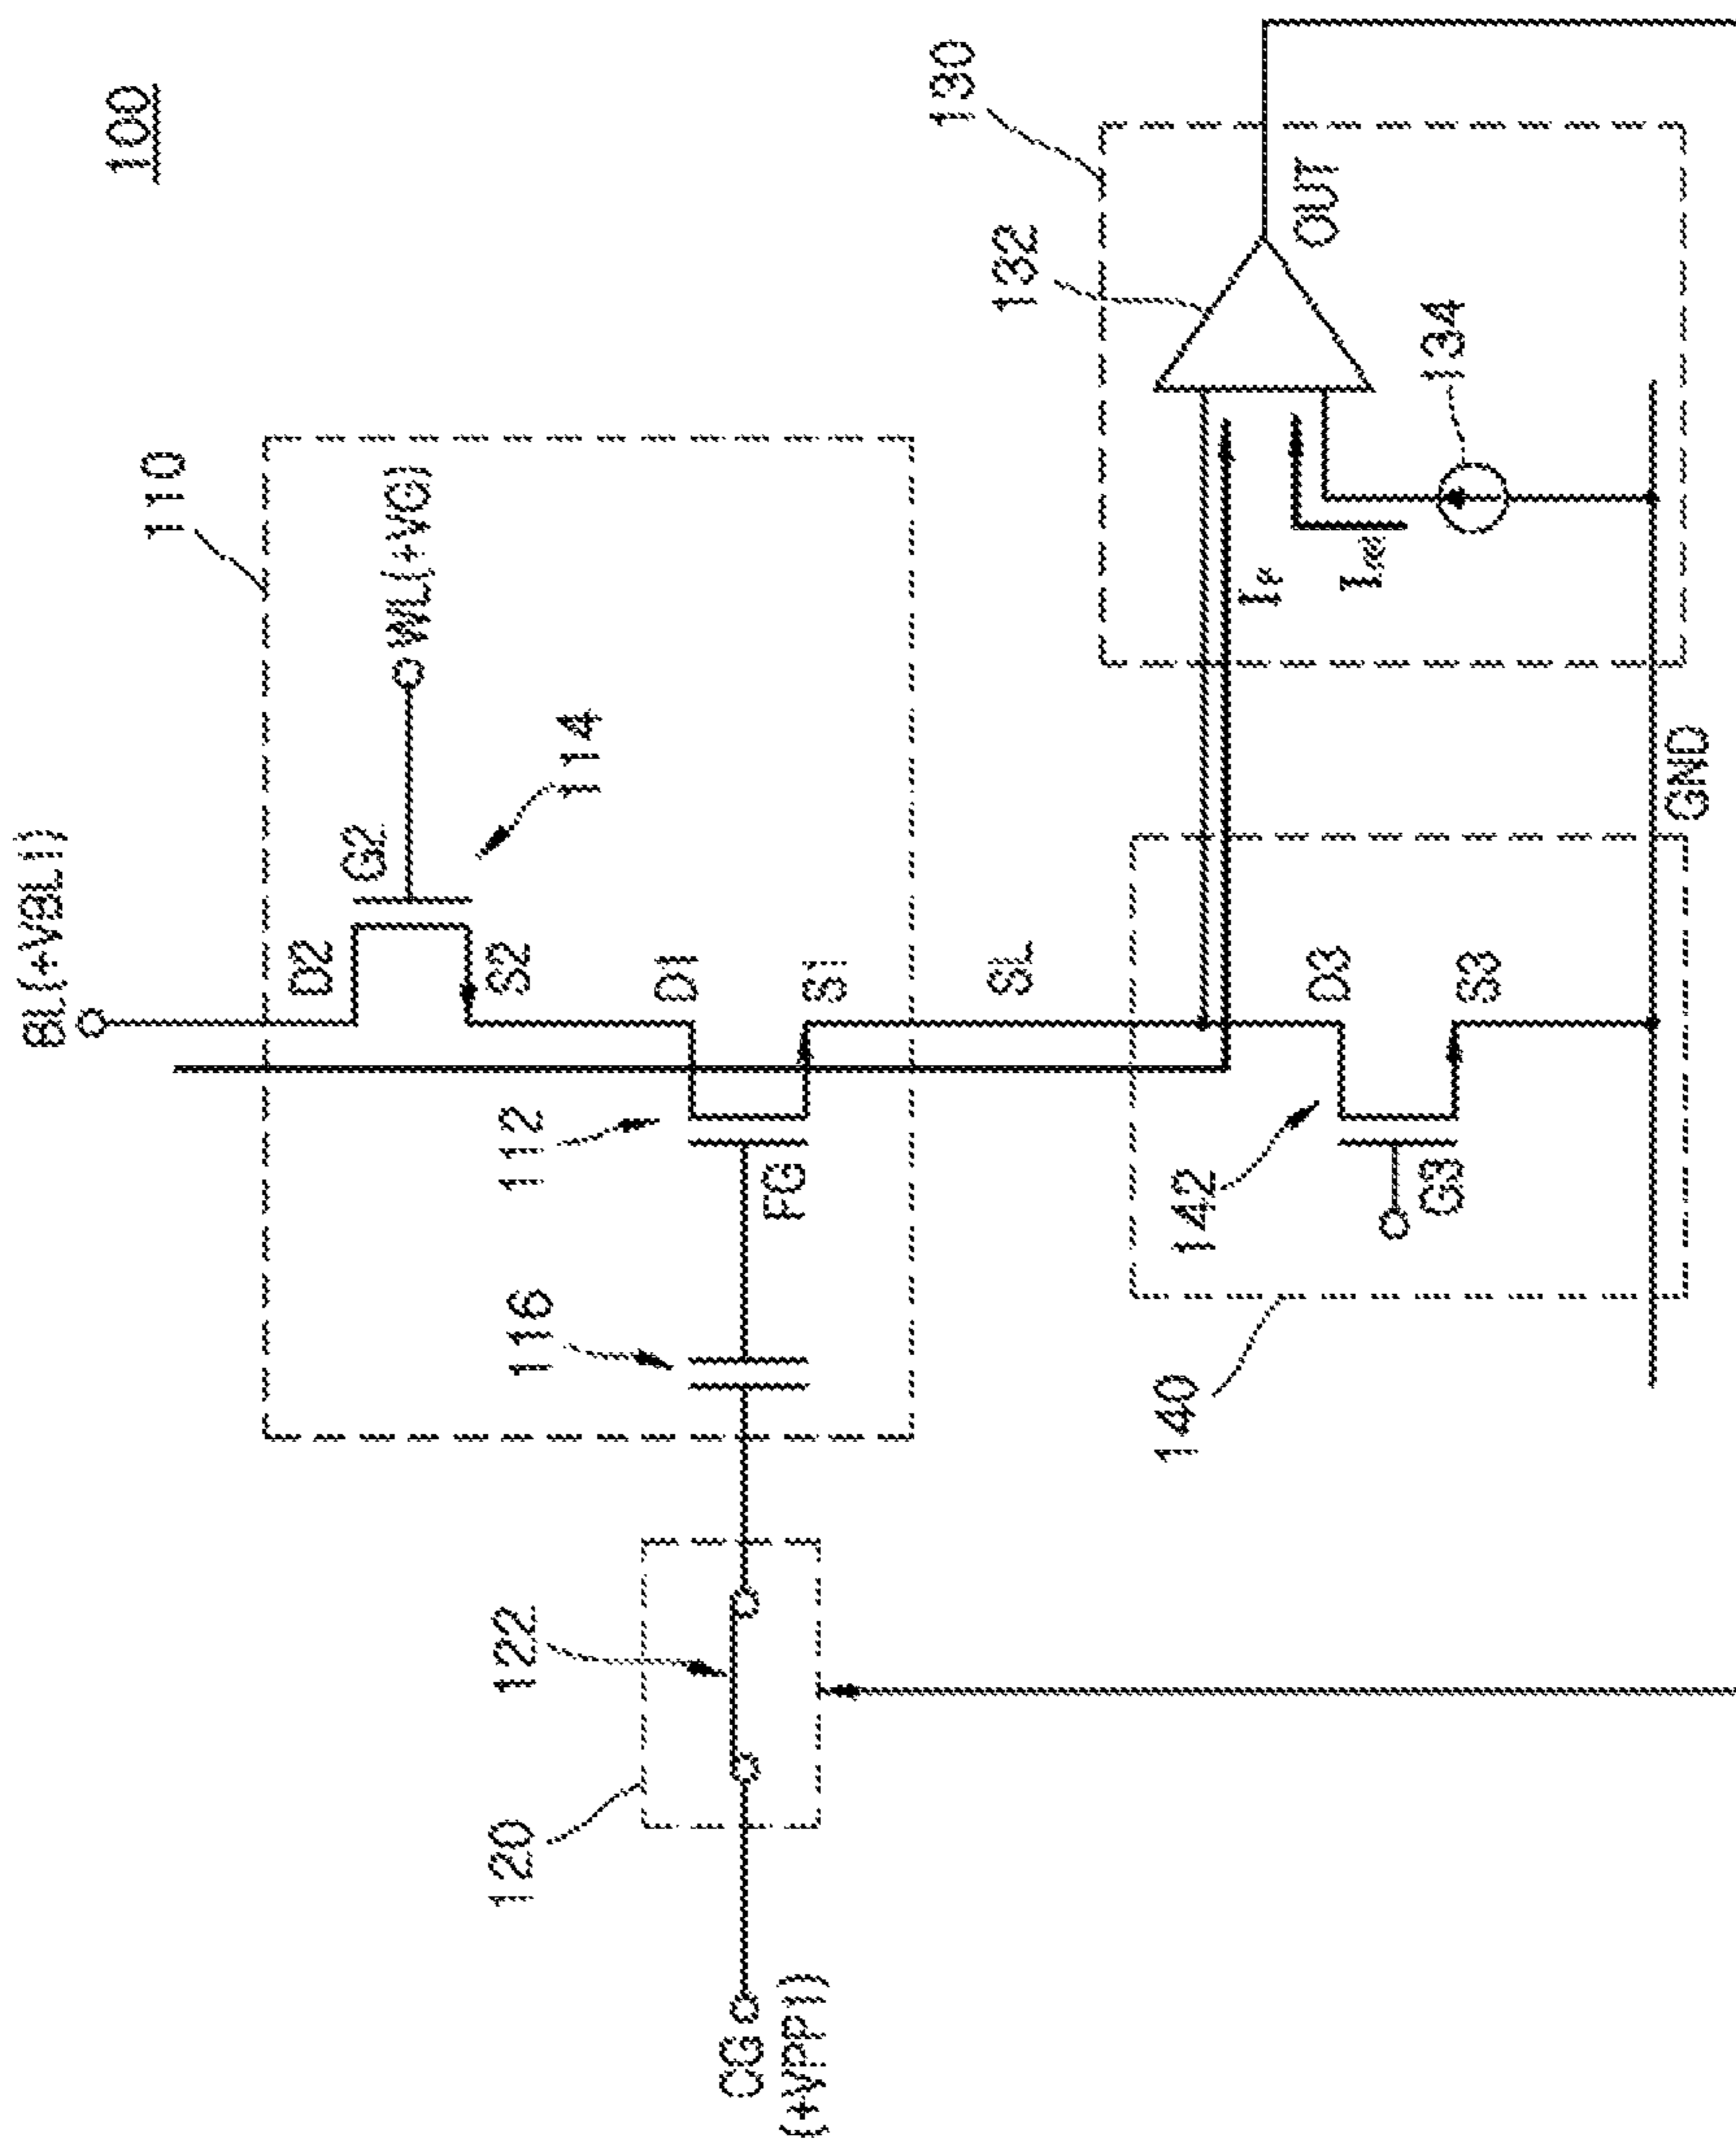 100
BL(+VBL1)
110
D2
G2
WL(+VG)
S2
114
112
D1
116
FG
S1
122
120
CG
(+VPP1)
SL
130
132
OUT
IP
Iref
134
D3
142
G3
S3
140
GND